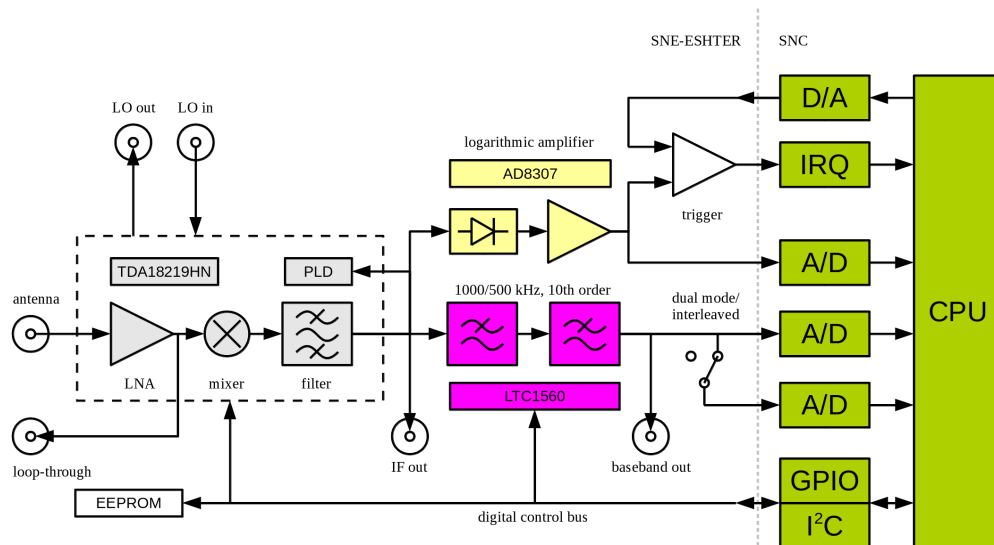 SNE-ESHTER
SNC
D/A
LO out
LO in
logarithmic amplifier
AD8307
IRQ
trigger
TDA18219HN
PLD
A/D
antenna
1000/500 kHz, 10th order
dual mode/
interleaved
CPU
A/D
LNA
mixer
filter
LTC1560
A/D
loop-through
IF out
baseband out
GPIO
EEPROM
digital control bus
I²C